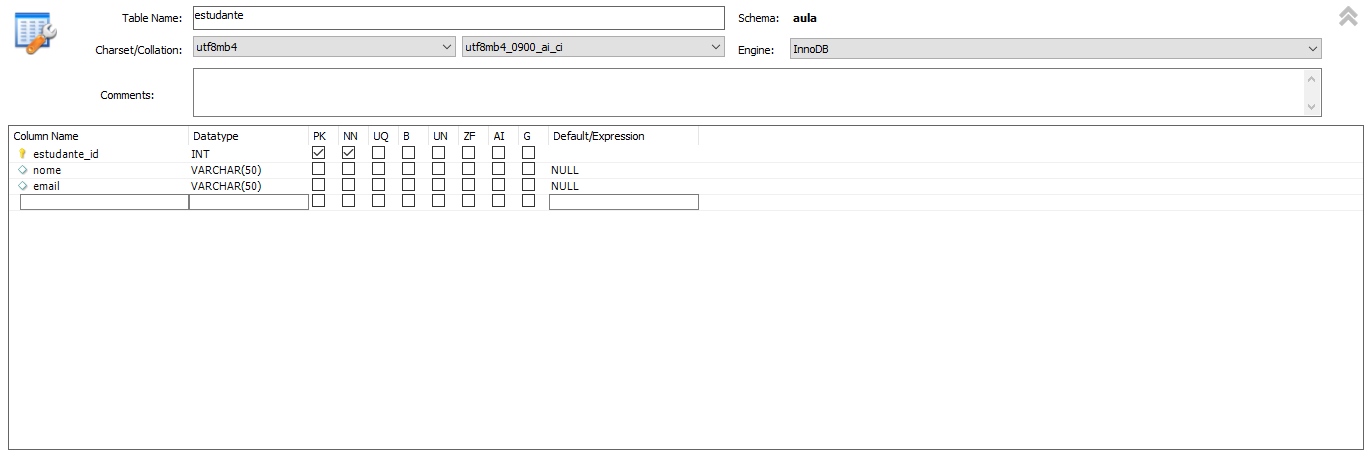 Table Name: estudante Schema: aula
Charset/Collation: utf8mb4 utf8mb4_0900_ai_ci Engine: InnoDB
Comments:
Column Name Datatype PK NN UQ B UN ZF AI G Default/Expression
estudante_id INT
nome VARCHAR(50) NULL
email VARCHAR(50) NULL